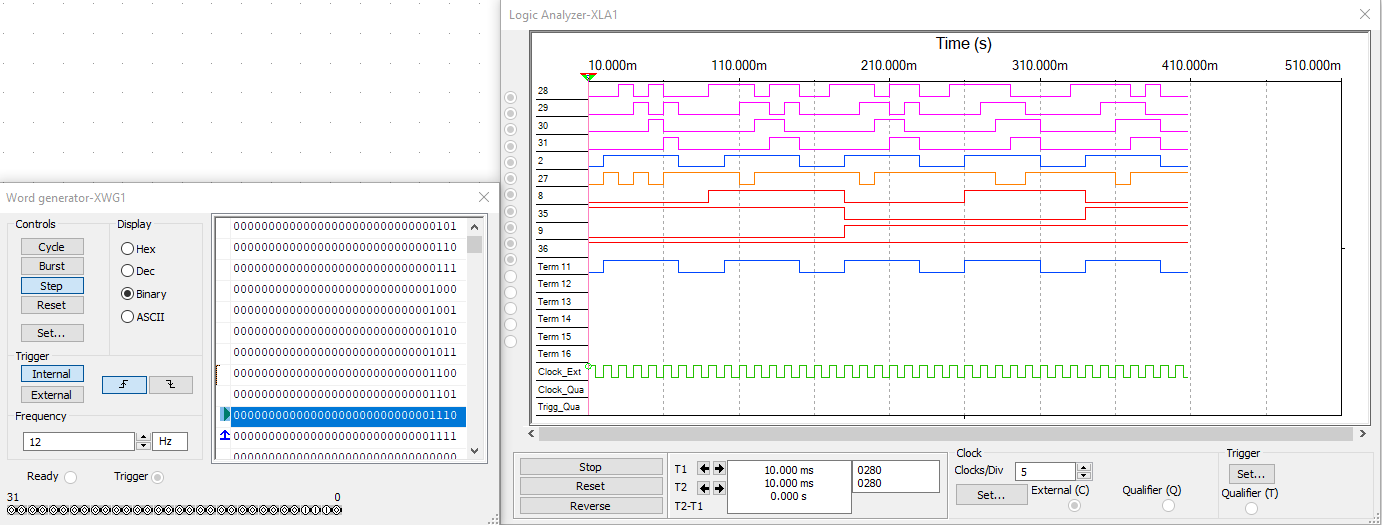 Logic Analyzer-XLA1
Time (s)
10.000m 110.000m 210.000m 310.000m 410.000m 510.000m
28
29
30
31
2
27
8
35
9
36
Term 11
Term 12
Term 13
Term 14
Term 15
Term 16
Clock_Ext
Clock_Qua
Trigg_Qua
Stop
Reset
Reverse
T1
T2
T2-T1
10.000 ms 0280
10.000 ms 0280
0.000 s
Clock
Clocks/Div 5
Set...
External (C)
Qualifier (Q)
Trigger
Set...
Qualifier (T)
Word generator-XWG1
Controls
Cycle
Burst
Step
Reset
Set...
Display
Hex
Dec
Binary
ASCII
Trigger
Internal
External
Frequency
12 Hz
Ready
Trigger
31 0
00000000000000000000000000000101
00000000000000000000000000000110
00000000000000000000000000000111
00000000000000000000000000001000
00000000000000000000000000001001
00000000000000000000000000001010
00000000000000000000000000001011
00000000000000000000000000001100
00000000000000000000000000001101
00000000000000000000000000001110
00000000000000000000000000001111